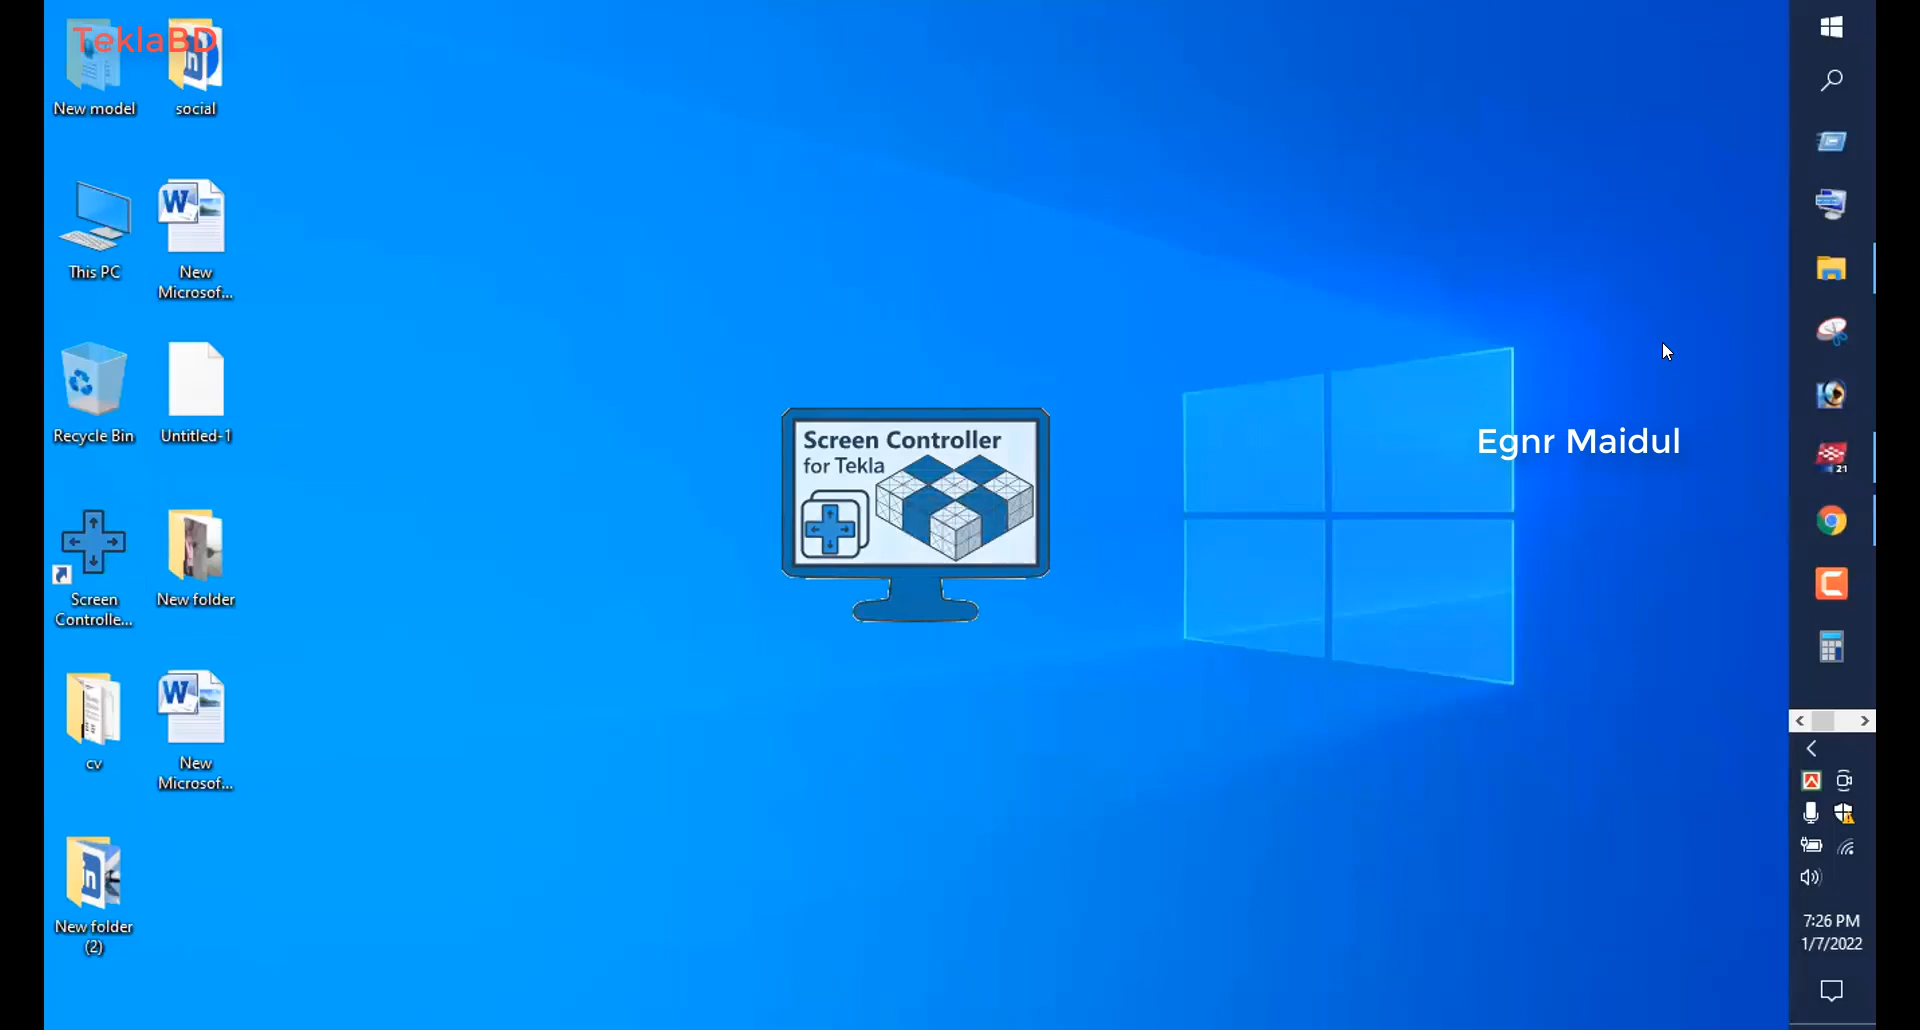 TeklaBD
New model
social
This PC
New
Microsof...
Recycle Bin
Untitled-1
Screen
Controlle...
New folder
cv
New
Microsof...
New folder
(2)
Screen Controller
for Tekla
Egnr Maidul
21
7:26 PM
1/7/2022